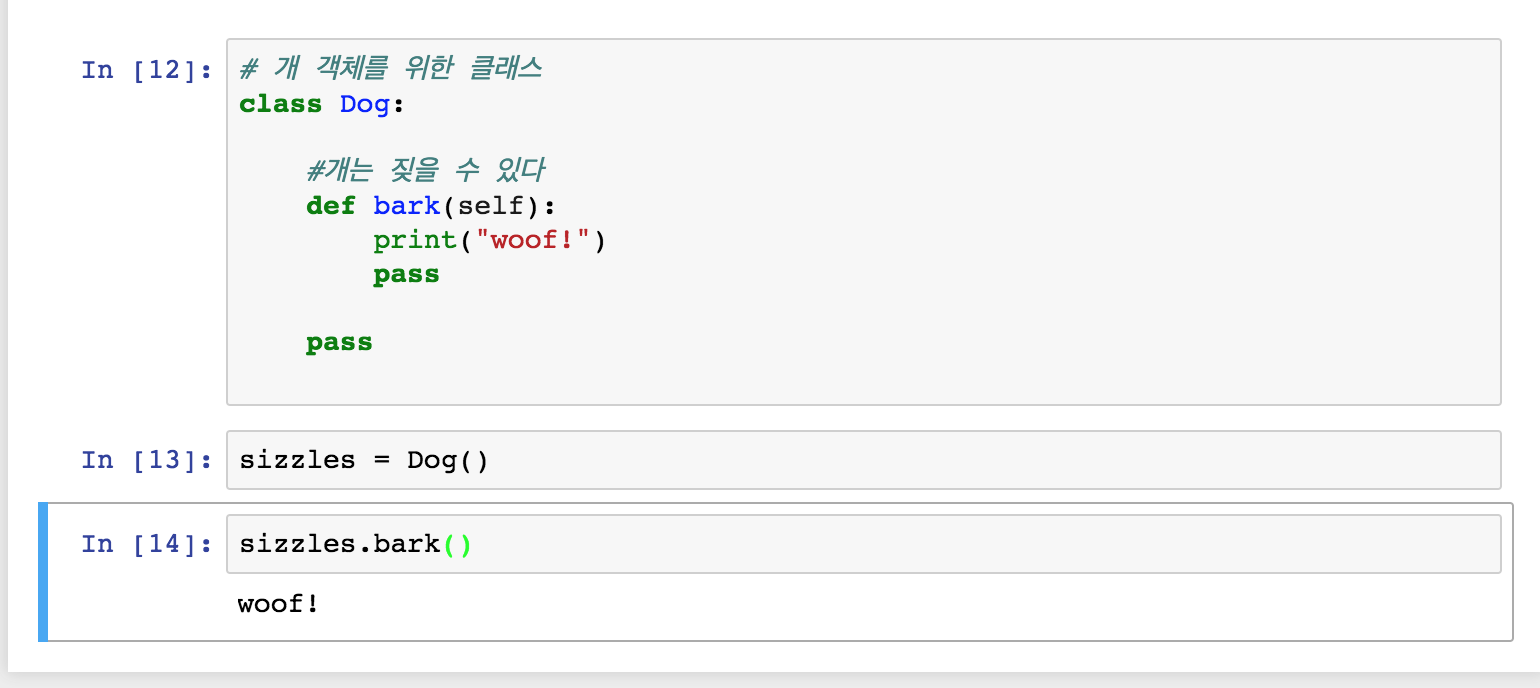 In [12]:
# 개 객체를 위한 클래스
class Dog:
#개는 짖을 수 있다
def bark(self):
print("woof!")
pass
pass
In [13]:
sizzles = Dog()
In [14]:
sizzles.bark()
woof!